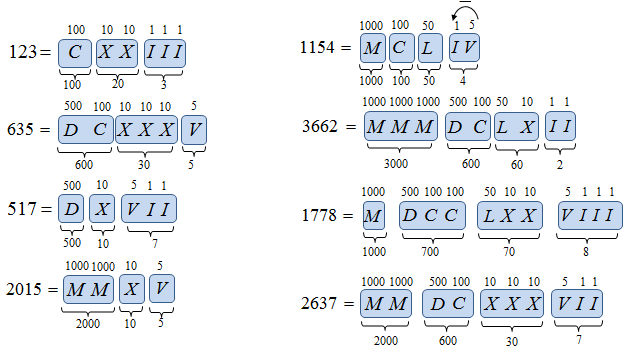 100 10 10 1 1 1
123 = C X X I I I
100 20 3
500 100 10 10 10 5
635 = D C X X X V
600 30 5
500 10 5 1 1
517 = D X V I I
500 10 7
1000 1000 10 5
2015 = M M X V
2000 10 5
−
1000 100 50 1 5
1154 = M C L I V
1000 100 50 4
1000 1000 1000 500 100 50 10 1 1
3662 = M M M D C L X I I
3000 600 60 2
1000 500 100 100 50 10 10 5 1 1 1
1778 = M D C C L X X V I I I
1000 700 70 8
1000 1000 500 100 10 10 10 5 1 1
2637 = M M D C X X X V I I
2000 600 30 7